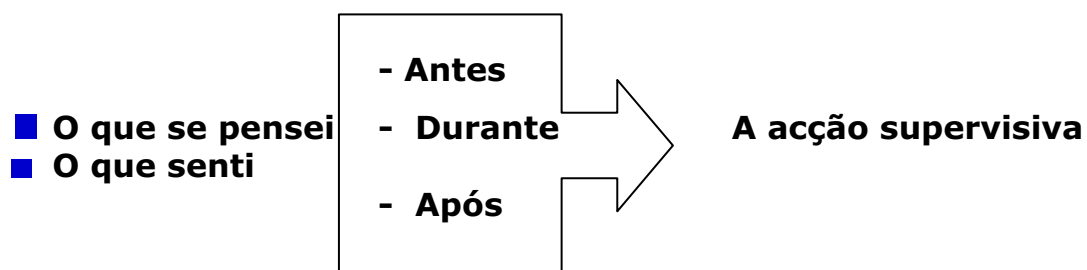 - Antes
O que se pensei - Durante A acção supervisiva
O que senti
- Após